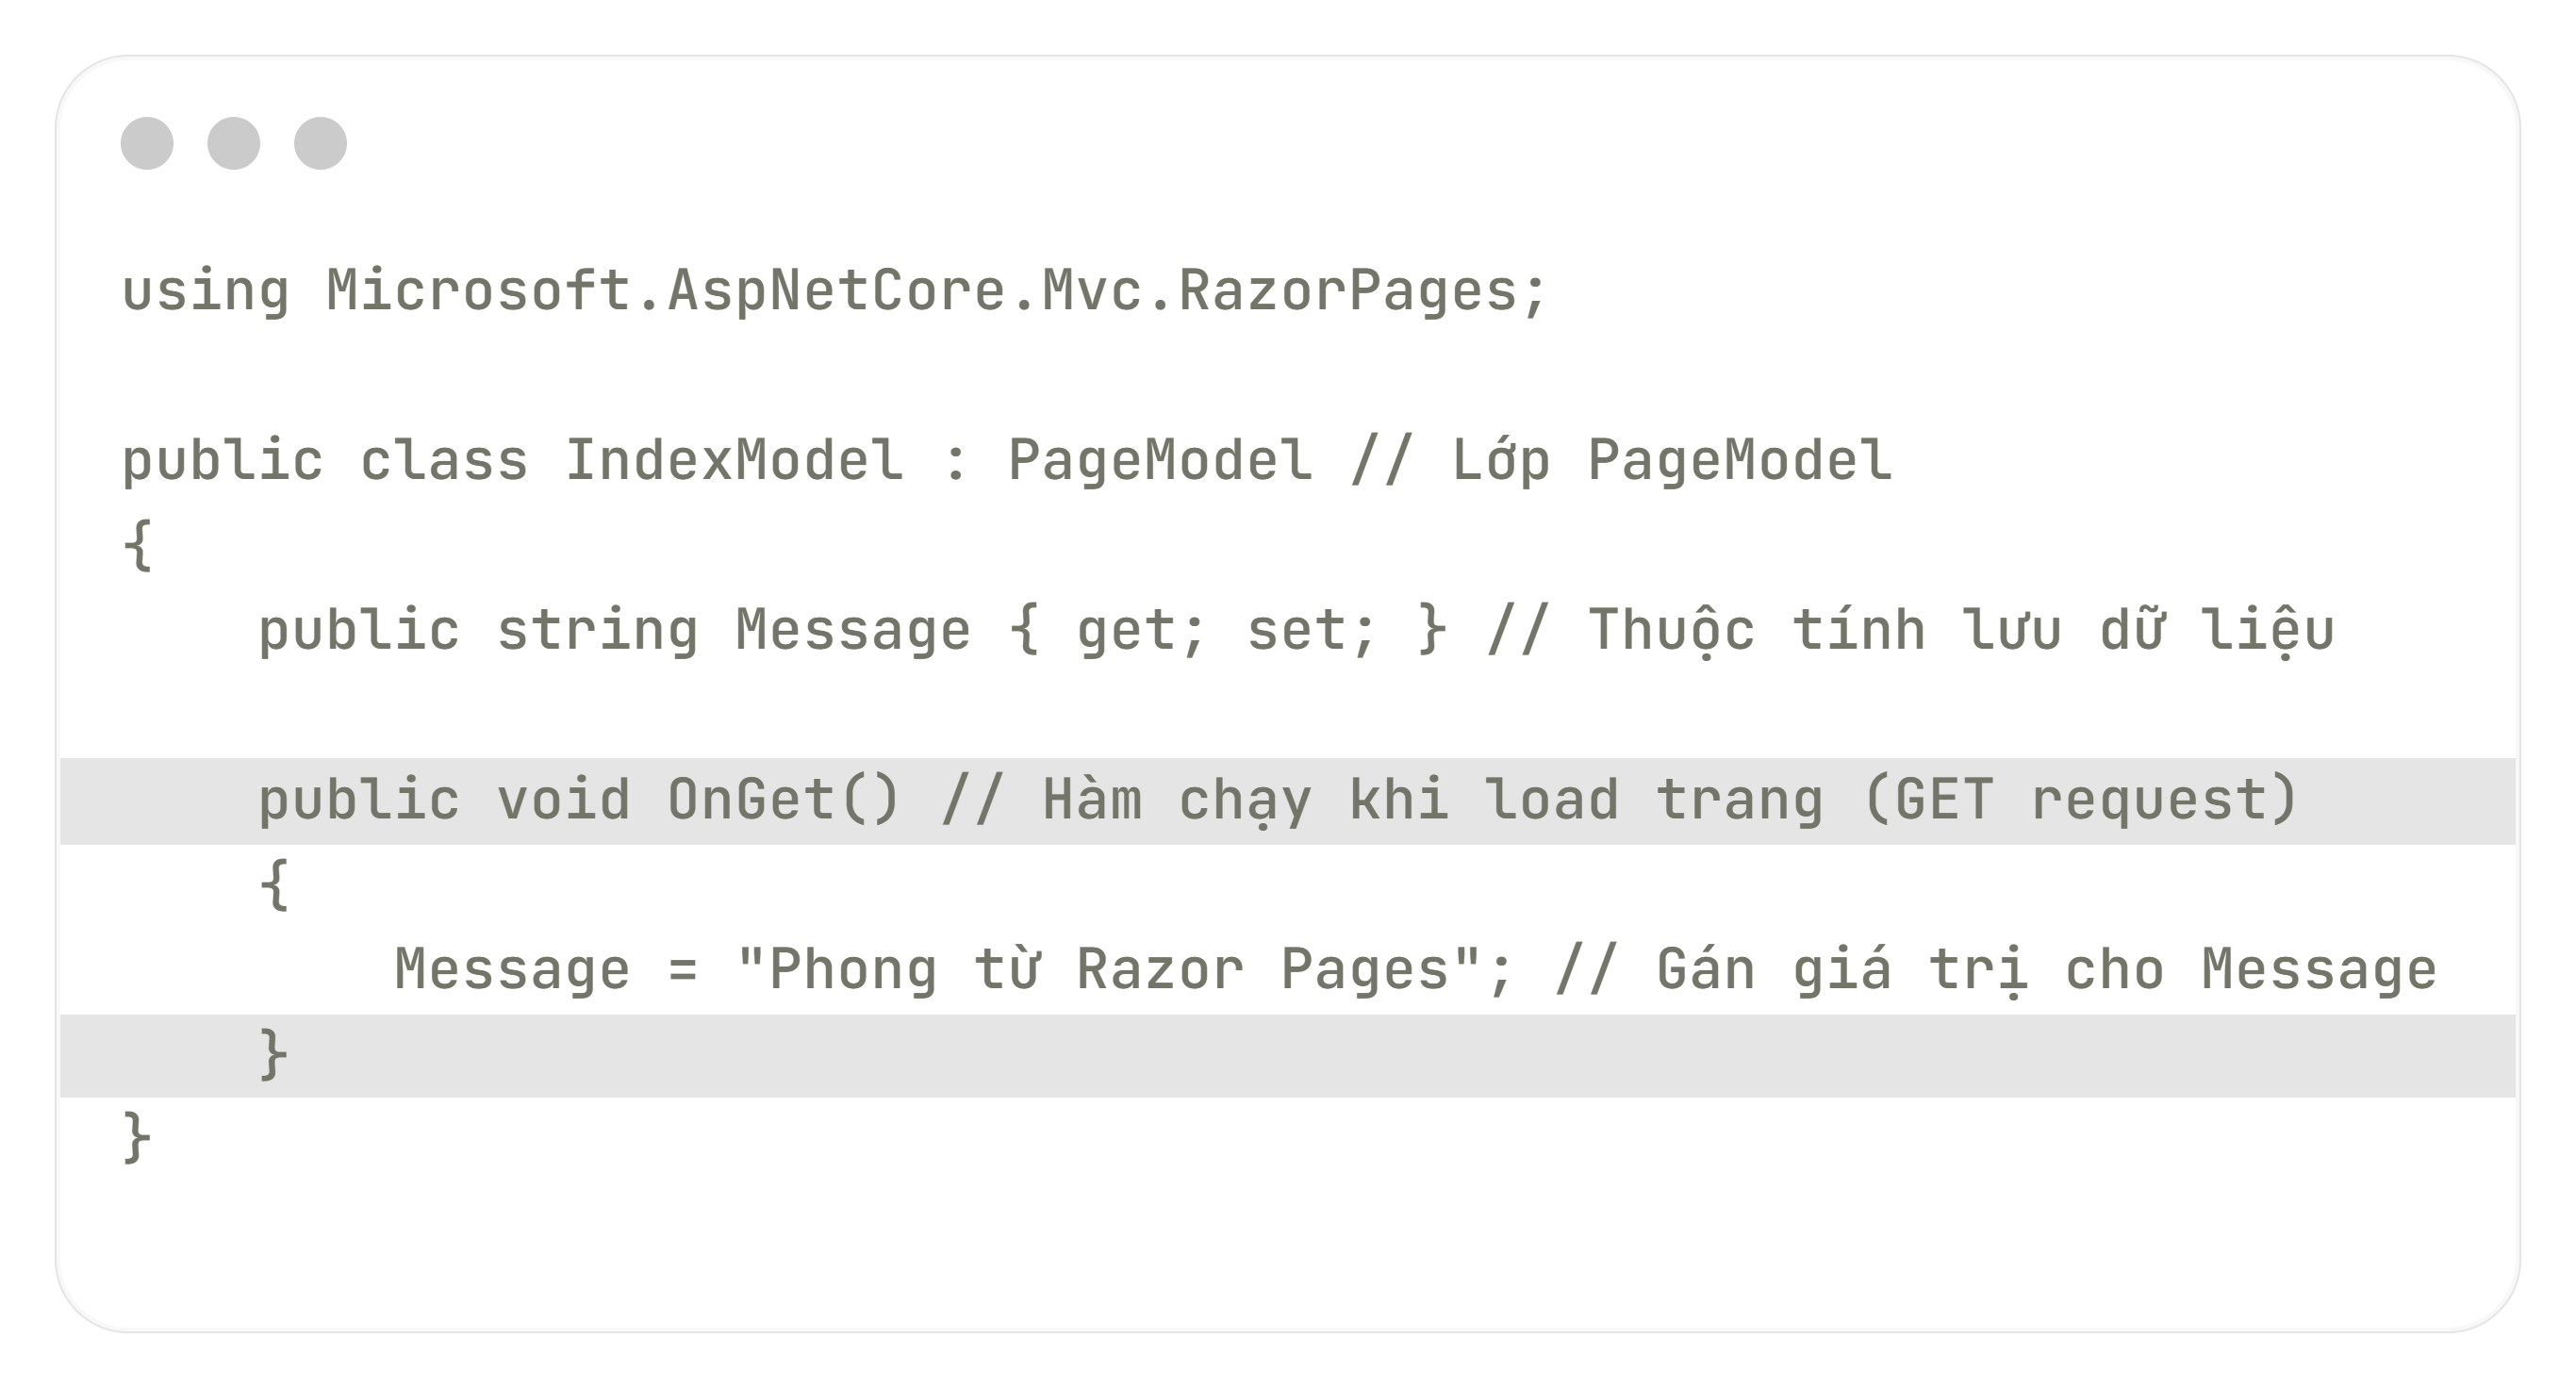 using Microsoft.AspNetCore.Mvc.RazorPages;

public class IndexModel : PageModel // Lớp PageModel
{
    public string Message { get; set; } // Thuộc tính lưu dữ liệu

    public void OnGet() // Hàm chạy khi load trang (GET request)
    {
        Message = "Phong từ Razor Pages"; // Gán giá trị cho Message
    }
}